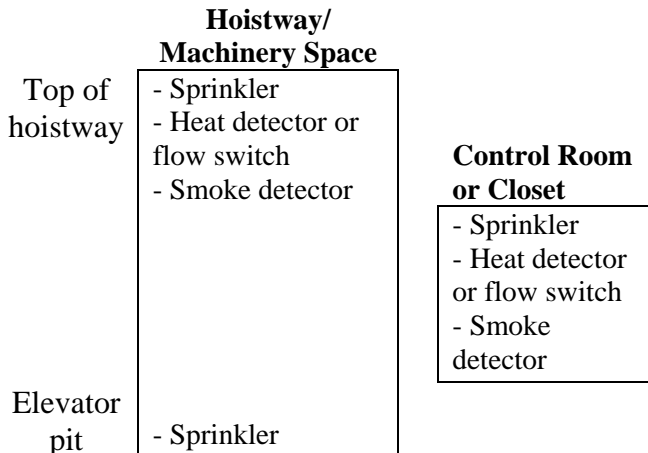 Hoistway/
Machinery Space
Top of
hoistway
- Sprinkler
- Heat detector or
flow switch
- Smoke detector
Control Room
or Closet
- Sprinkler
- Heat detector
or flow switch
- Smoke
detector
Elevator
pit
- Sprinkler